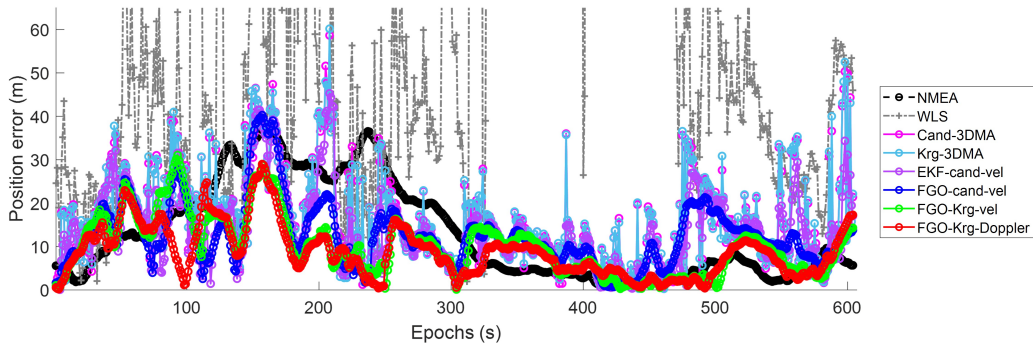 60
50
40
30
20
10
0
Position error (m)
100
200
300
400
500
600
Epochs (s)
NMEA
WLS
Cand-3DMA
Krg-3DMA
EKF-cand-vel
FGO-cand-vel
FGO-Krg-vel
FGO-Krg-Doppler